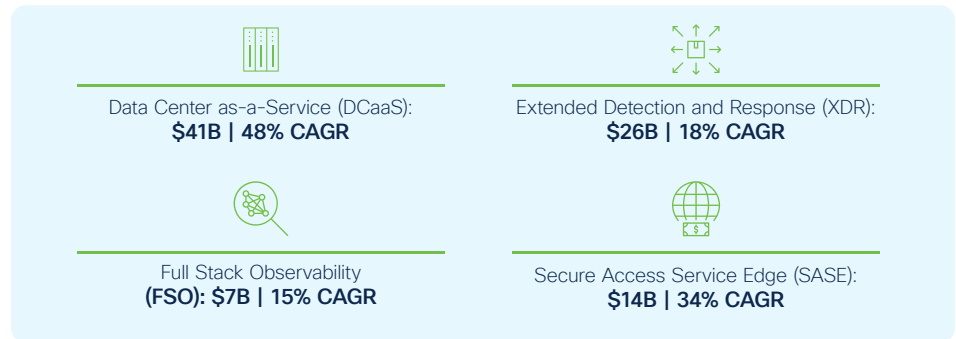 Data Center as-a-Service (DCaaS):
$41B | 48% CAGR
Extended Detection and Response (XDR):
$26B | 18% CAGR
Full Stack Observability
(FSO): $7B | 15% CAGR
Secure Access Service Edge (SASE):
$14B | 34% CAGR